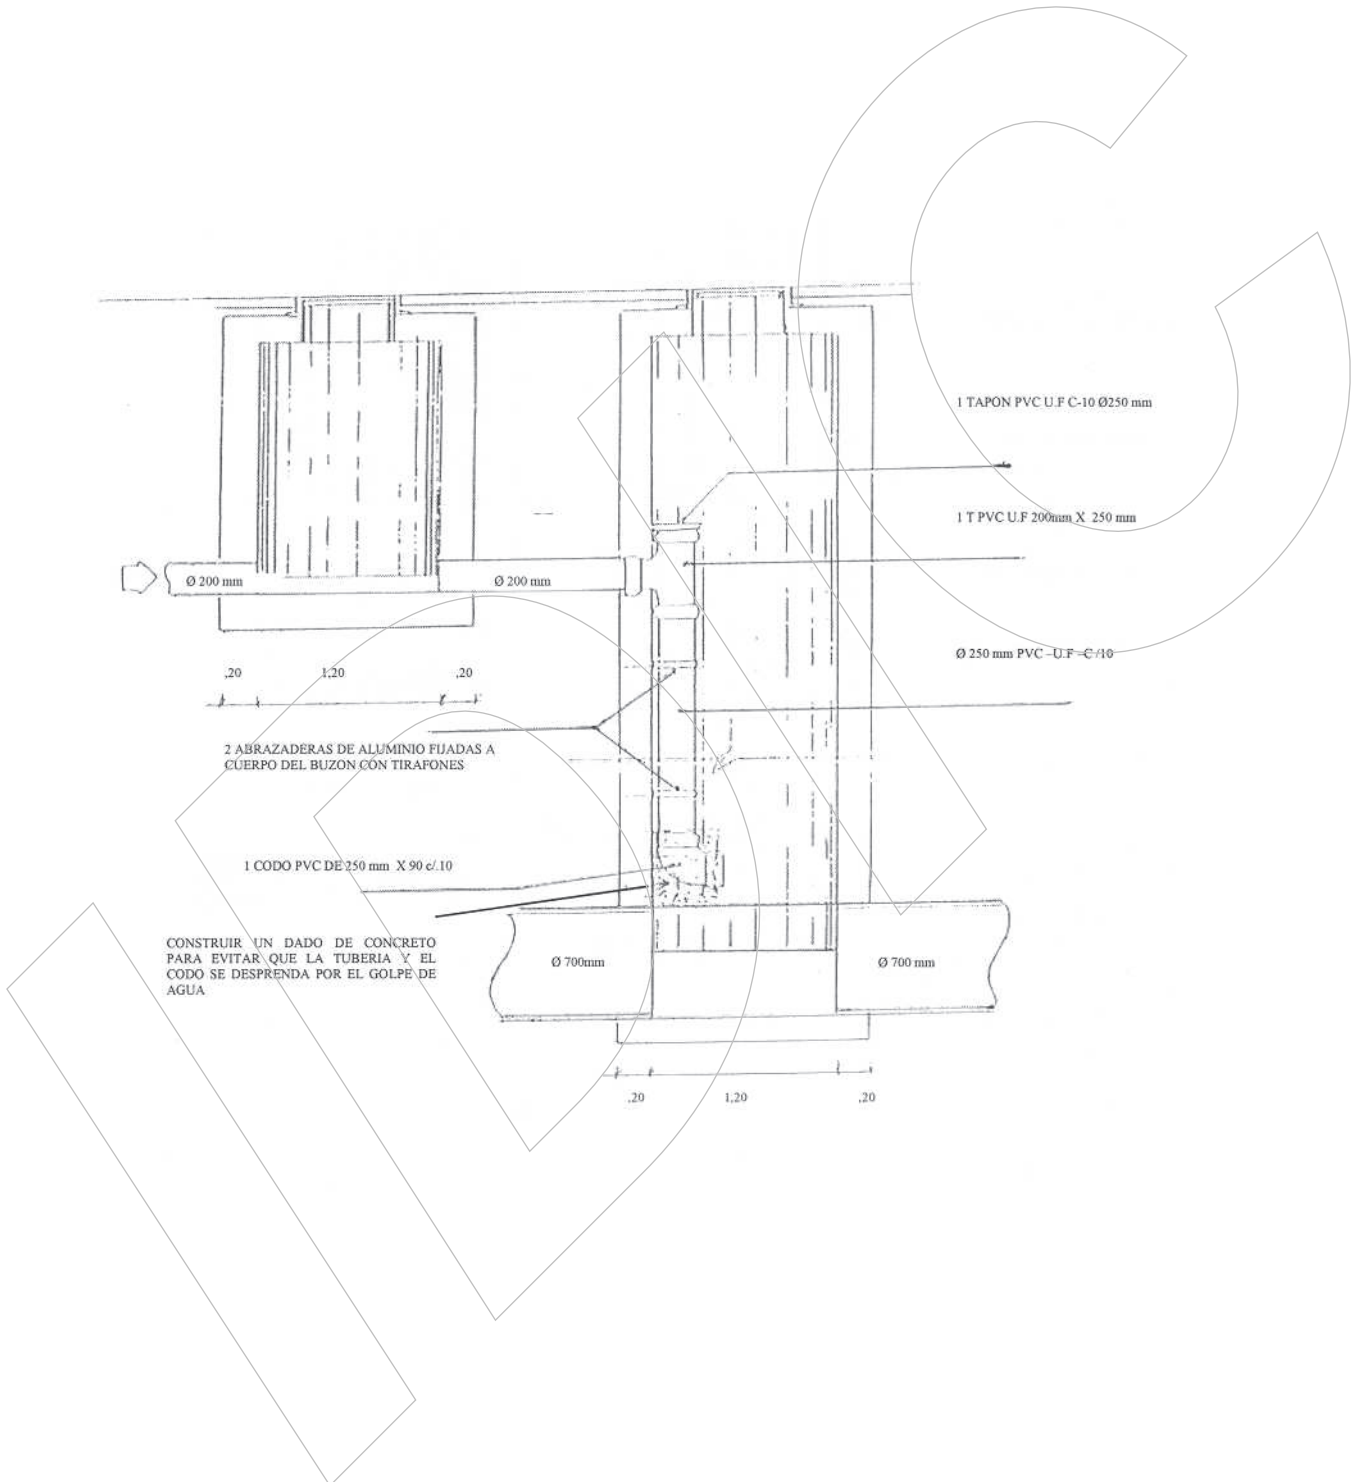 1 TAPON PVC U.F C-10 Ø250 mm
1 T PVC U.F 200mm X 250 mm
Ø 200 mm
Ø 200 mm
Ø 250 mm PVC –U.F –C /10
,20
1,20
,20
2 ABRAZADERAS DE ALUMINIO FIJADAS A
CUERPO DEL BUZON CON TIRAFONES
1 CODO PVC DE 250 mm X 90 c/.10
CONSTRUIR UN DADO DE CONCRETO
PARA EVITAR QUE LA TUBERIA Y EL
CODO SE DESPRENDA POR EL GOLPE DE
AGUA
Ø 700mm
Ø 700 mm
,20
1,20
,20